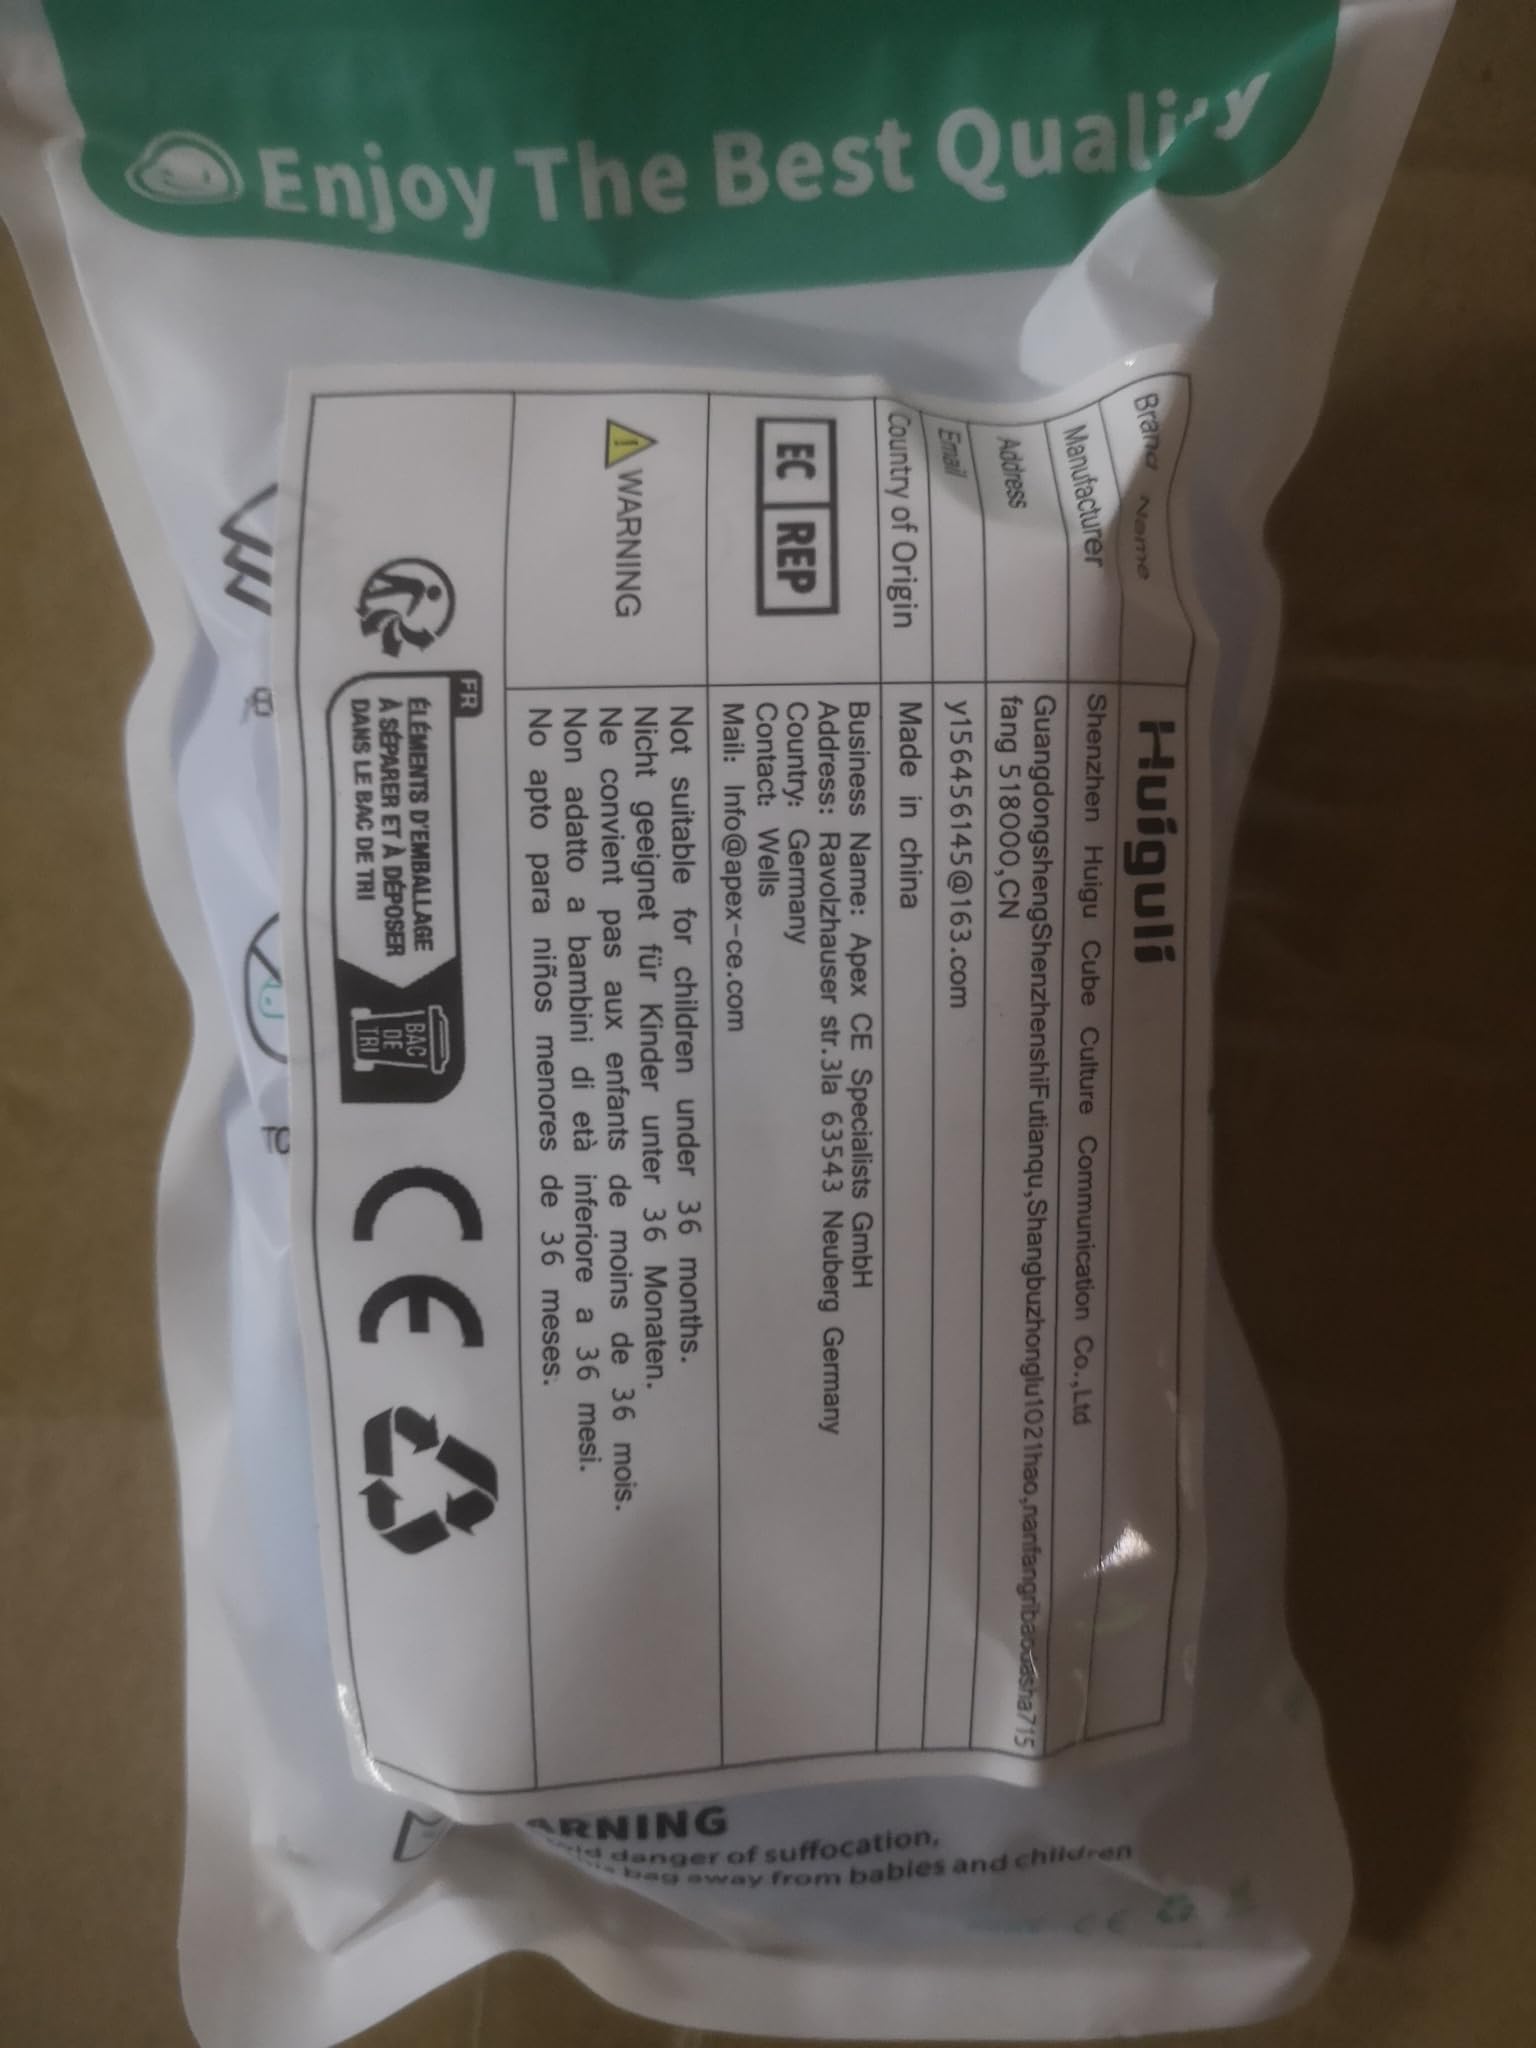 Enjoy The Best Quality
Brand Name
Huiguli
Manufacturer
Shenzhen Huigu Cube Culture Communication Co.,Ltd
Address
GuangdongshengShenzhenshiFutianqu,Shangbuzhonglu1021hao,nanfangribaodasha715
fang 518000,CN
Email
y1564456145@163.com
Country of Origin
Made in china
EC REP
Business Name: Apex CE Specialists GmbH
Address: Ravolzhauser str.3la 63543 Neuberg Germany
Country: Germany
Contact: Wells
Mail: Info@apex-ce.com
WARNING
Not suitable for children under 36 months.
Nicht geeignet für Kinder unter 36 Monaten.
Ne convient pas aux enfants de moins de 36 mois.
Non adatto a bambini di età inferiore a 36 mesi.
No apto para niños menores de 36 meses.
FR
ÉLÉMENTS D'EMBALLAGE
À SÉPARER ET À DÉPOSER
DANS LE BAC DE TRI
BAC
DE
TRI
CE
ARNING
danger of suffocation,
bag away from babies and children
CE